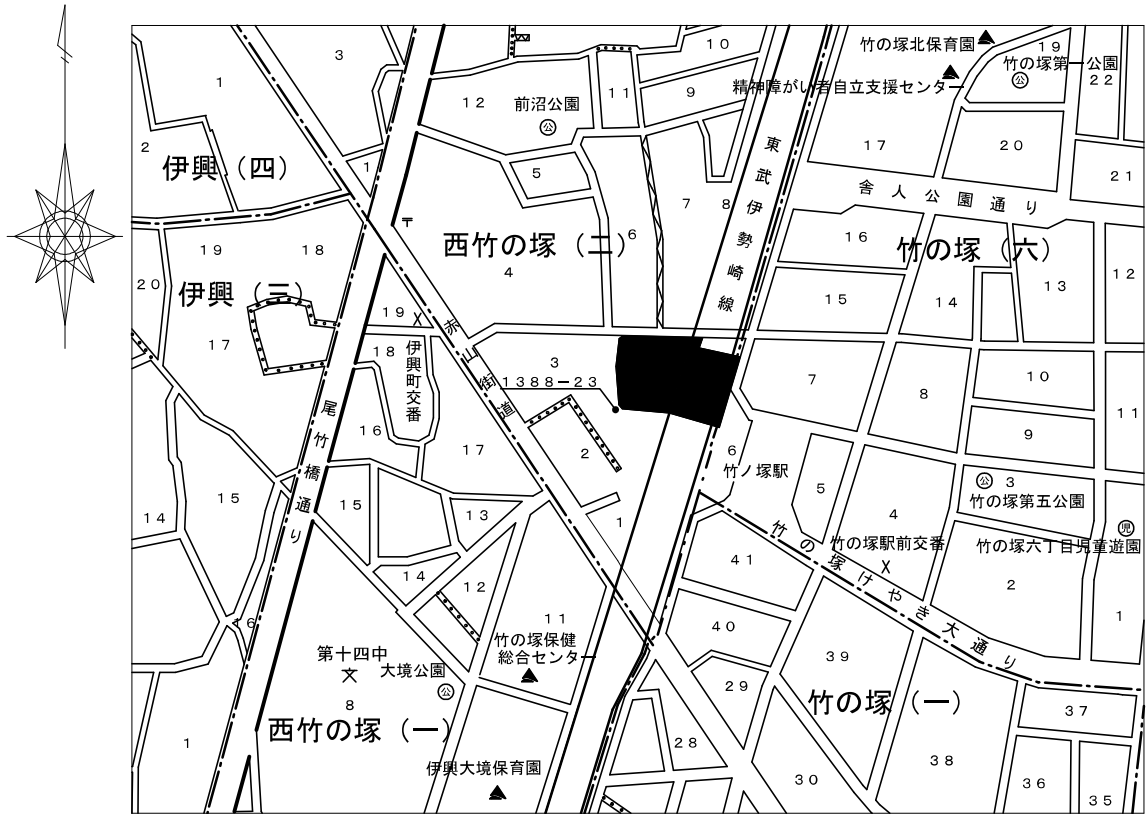 3
1
10
竹の塚北保育園
19
竹の塚第一公園
公
22
12
前沼公園
公
11
9
精神障がい者自立支援センター
2
伊興（四）
1
5
17
20
21
東武伊勢崎線
舎人公園通り
7
8
6
〒
西竹の塚（二）
4
16
竹の塚（六）
19
18
20
伊興（三）
17
15
14
13
12
19
X
赤山街道
18
伊興町交番
3
1388-23
7
8
10
11
9
尾竹橋通り
16
17
2
6
竹ノ塚駅
5
公
3
竹の塚第五公園
15
14
15
13
1
4
竹の塚駅前交番
X
児
竹の塚六丁目児童遊園
竹の塚けやき大通り
41
2
14
12
11
1
16
40
竹の塚保健
総合センター
39
第十四中
文
大境公園
公
8
29
竹の塚（一）
37
1
西竹の塚（一）
28
38
伊興大境保育園
30
36
35